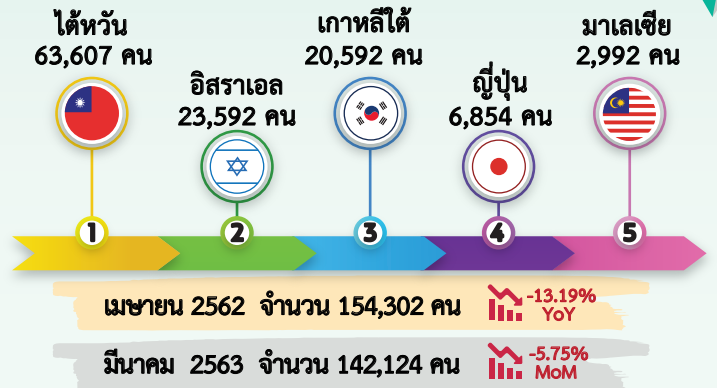 ไต้หวัน
63,607 คน
อิสราเอล
23,592 คน
เกาหลีใต้
20,592 คน
ญี่ปุ่น
6,854 คน
มาเลเซีย
2,992 คน
1 2 3 4 5
เมษายน 2562 จำนวน 154,302 คน -13.19%
YoY
มีนาคม 2563 จำนวน 142,124 คน -5.75%
MoM